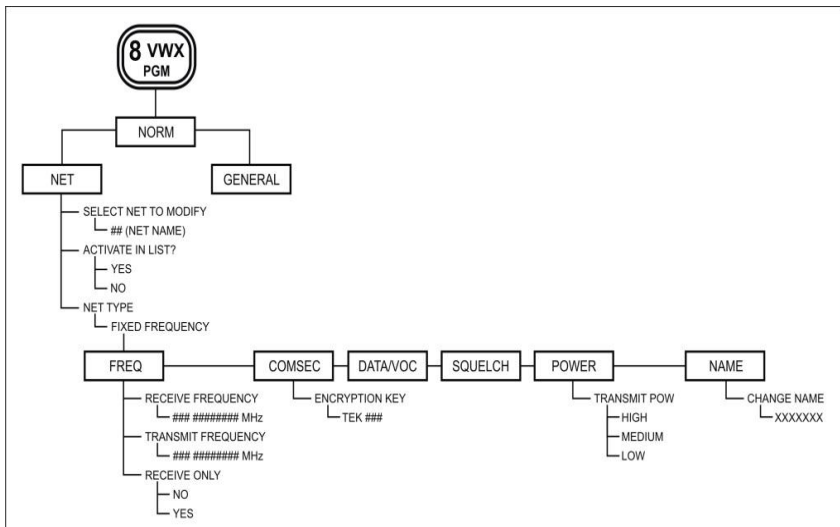 8 VWX
PGM
NORM
NET
GENERAL
SELECT NET TO MODIFY
## (NET NAME)
ACTIVATE IN LIST?
YES
NO
NET TYPE
FIXED FREQUENCY
FREQ
COMSEC
DATA/VOC
SQUELCH
POWER
NAME
RECEIVE FREQUENCY
### ######## MHz
TRANSMIT FREQUENCY
### ######## MHz
RECEIVE ONLY
NO
YES
ENCRYPTION KEY
TEK ###
TRANSMIT POW
HIGH
MEDIUM
LOW
CHANGE NAME
XXXXXXX